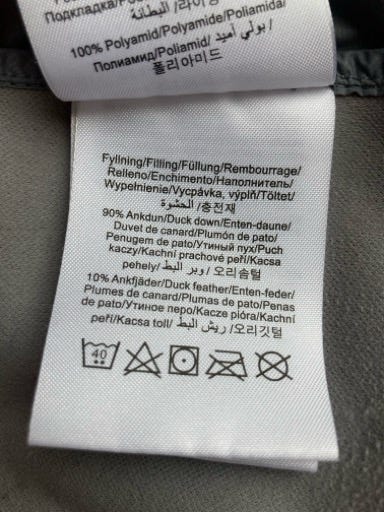 Подкладка/
100% Polyamid/Polyamide/Poliamida/
Полиамид/Poliamid/ بولي أميد/
폴리아미드
Fyllning/Filling/Füllung/Rembourrage/
Relleno/Enchimento/Наполнитель/
Wypełnienie/Vycpávka, výplň/Töltet/
الحشوة /충전재
90% Ankdun/Duck down/Enten-daune/
Duvet de canard/Plumón de pato/
Penugem de pato/Утиный пух/Puch
kaczy/Kachní prachové peří/Kacsa
pehely/ وبر البط /오리솜털
10% Ankfjäder/Duck feather/Enten-feder/
Plumes de canard/Plumas de pato/Penas
de pato/Утиное перо/Kacze pióra/Kachní
peří/Kacsa toll/ ريش البط /오리깃털
40